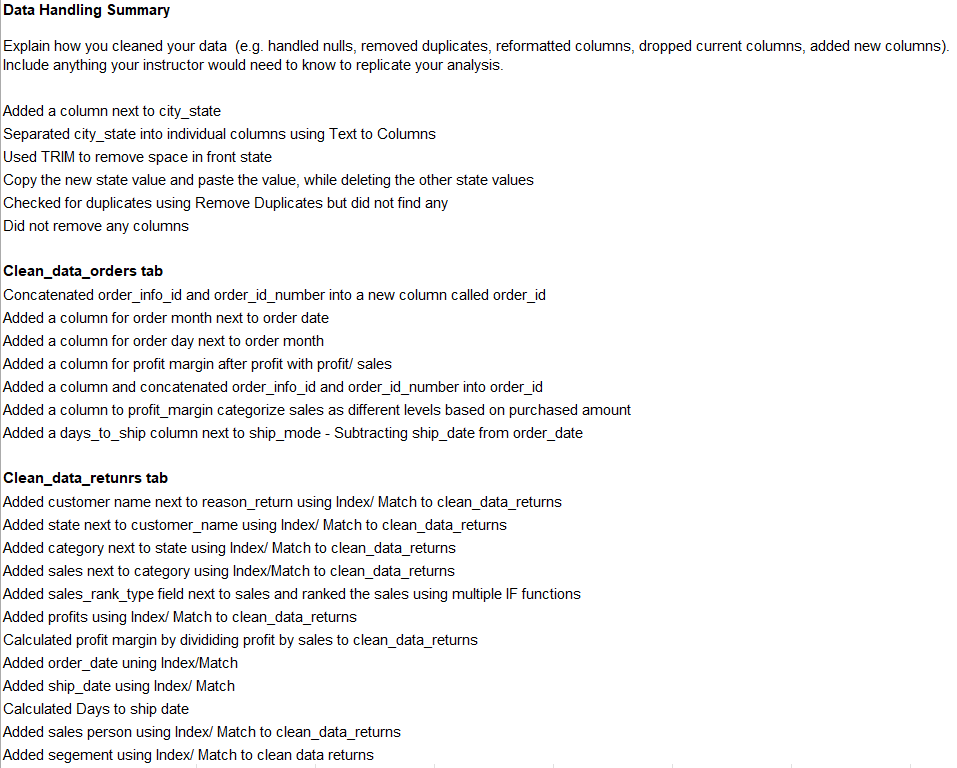 Data Handling Summary
Explain how you cleaned your data  (e.g. handled nulls, removed duplicates, reformatted columns, dropped current columns, added new columns).
Include anything your instructor would need to know to replicate your analysis.
Added a column next to city_state
Separated city_state into individual columns using Text to Columns
Used TRIM to remove space in front state
Copy the new state value and paste the value, while deleting the other state values
Checked for duplicates using Remove Duplicates but did not find any
Did not remove any columns
Clean_data_orders tab
Concatenated order_info_id and order_id_number into a new column called order_id
Added a column for order month next to order date
Added a column for order day next to order month
Added a column for profit margin after profit with profit/ sales
Added a column and concatenated order_info_id and order_id_number into order_id
Added a column to profit_margin categorize sales as different levels based on purchased amount
Added a days_to_ship column next to ship_mode - Subtracting ship_date from order_date
Clean_data_retunrs tab
Added customer name next to reason_return using Index/ Match to clean_data_returns
Added state next to customer_name using Index/ Match to clean_data_returns
Added category next to state using Index/ Match to clean_data_returns
Added sales next to category using Index/Match to clean_data_returns
Added sales_rank_type field next to sales and ranked the sales using multiple IF functions
Added profits using Index/ Match to clean_data_returns
Calculated profit margin by divididing profit by sales to clean_data_returns
Added order_date uning Index/Match
Added ship_date using Index/ Match
Calculated Days to ship date
Added sales person using Index/ Match to clean_data_returns
Added segement using Index/ Match to clean data returns